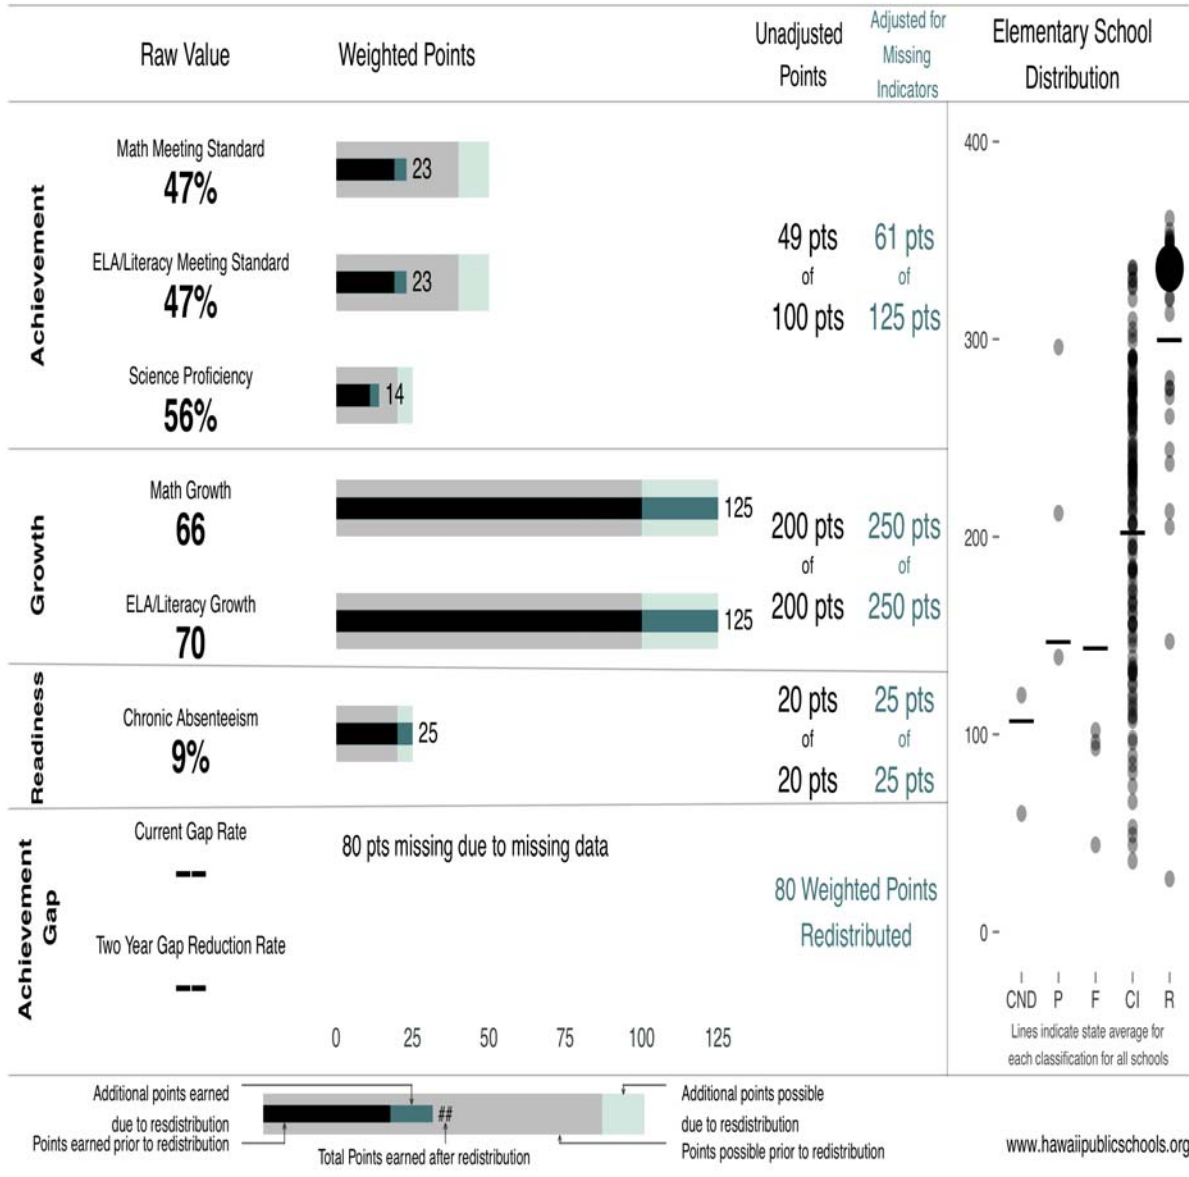 Raw Value
Weighted Points
Unadjusted
Points
Adjusted for
Missing
Indicators
Elementary School
Distribution
Achievement
Math Meeting Standard
47%
23
ELA/Literacy Meeting Standard
47%
23
Science Proficiency
56%
14
49 pts
of
100 pts
61 pts
of
125 pts
Growth
Math Growth
66
125
ELA/Literacy Growth
70
125
200 pts
of
200 pts
250 pts
of
250 pts
Readiness
Chronic Absenteeism
9%
25
20 pts
of
20 pts
25 pts
of
25 pts
Achievement
Gap
Current Gap Rate
--
80 pts missing due to missing data
Two Year Gap Reduction Rate
--
80 Weighted Points
Redistributed
0 25 50 75 100 125
400
300
200
100
0
CND P F CI R
Lines indicate state average for
each classification for all schools
Additional points earned
due to resdistribution
Points earned prior to redistribution
##
Total Points earned after redistribution
Additional points possible
due to resdistribution
Points possible prior to redistribution
www.hawaiipublicschools.org